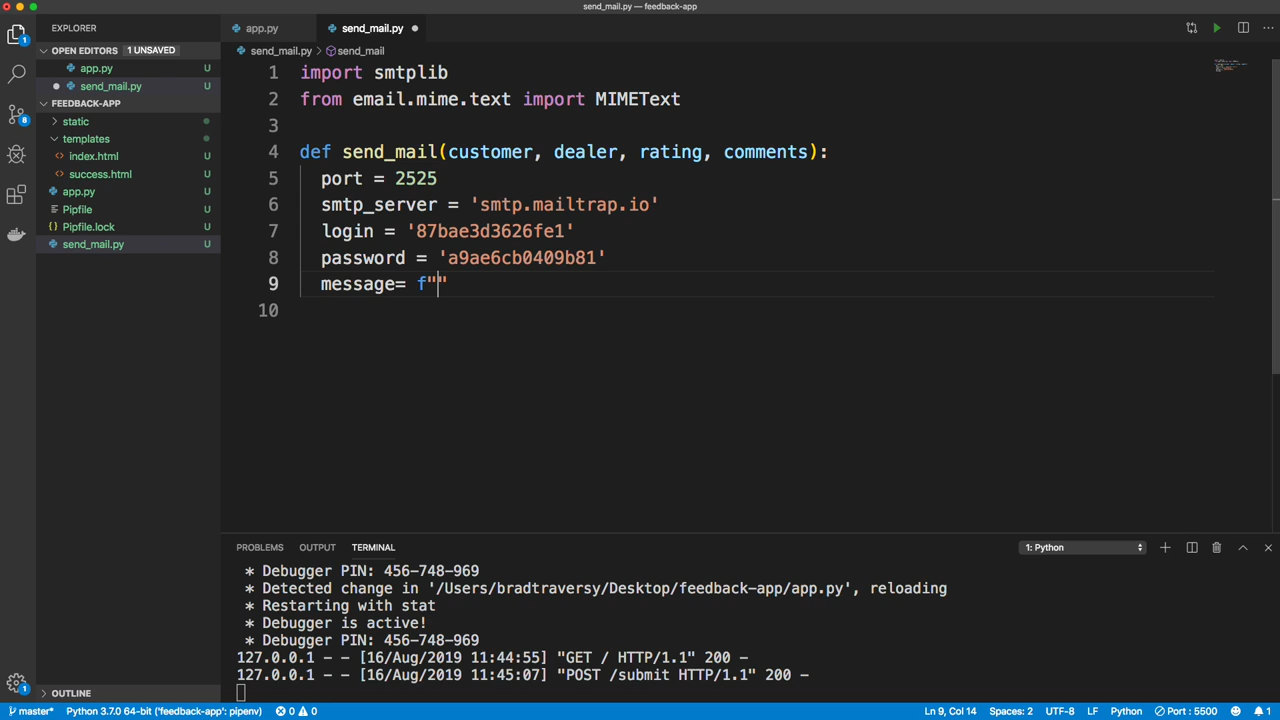 send_mail.py — feedback-app
EXPLORER
app.py
send_mail.py
OPEN EDITORS 1 UNSAVED
app.py U
send_mail.py U
FEEDBACK-APP
static
templates
index.html U
success.html U
app.py U
Pipfile U
Pipfile.lock U
send_mail.py U
OUTLINE
send_mail.py send_mail
1 import smtplib
2 from email.mime.text import MIMEText
3
4 def send_mail(customer, dealer, rating, comments):
5 port = 2525
6 smtp_server = 'smtp.mailtrap.io'
7 login = '87bae3d3626fe1'
8 password = 'a9ae6cb0409b81'
9 message= f""
10
PROBLEMS OUTPUT TERMINAL 1: Python
* Debugger PIN: 456-748-969
* Detected change in '/Users/bradtraversy/Desktop/feedback-app/app.py', reloading
* Restarting with stat
* Debugger is active!
* Debugger PIN: 456-748-969
127.0.0.1 - - [16/Aug/2019 11:44:55] "GET / HTTP/1.1" 200 -
127.0.0.1 - - [16/Aug/2019 11:45:07] "POST /submit HTTP/1.1" 200 -
1
8
1
master* Python 3.7.0 64-bit ('feedback-app': pipenv) 0 0 Ln 9, Col 14 Spaces: 2 UTF-8 LF Python Port : 5500 1